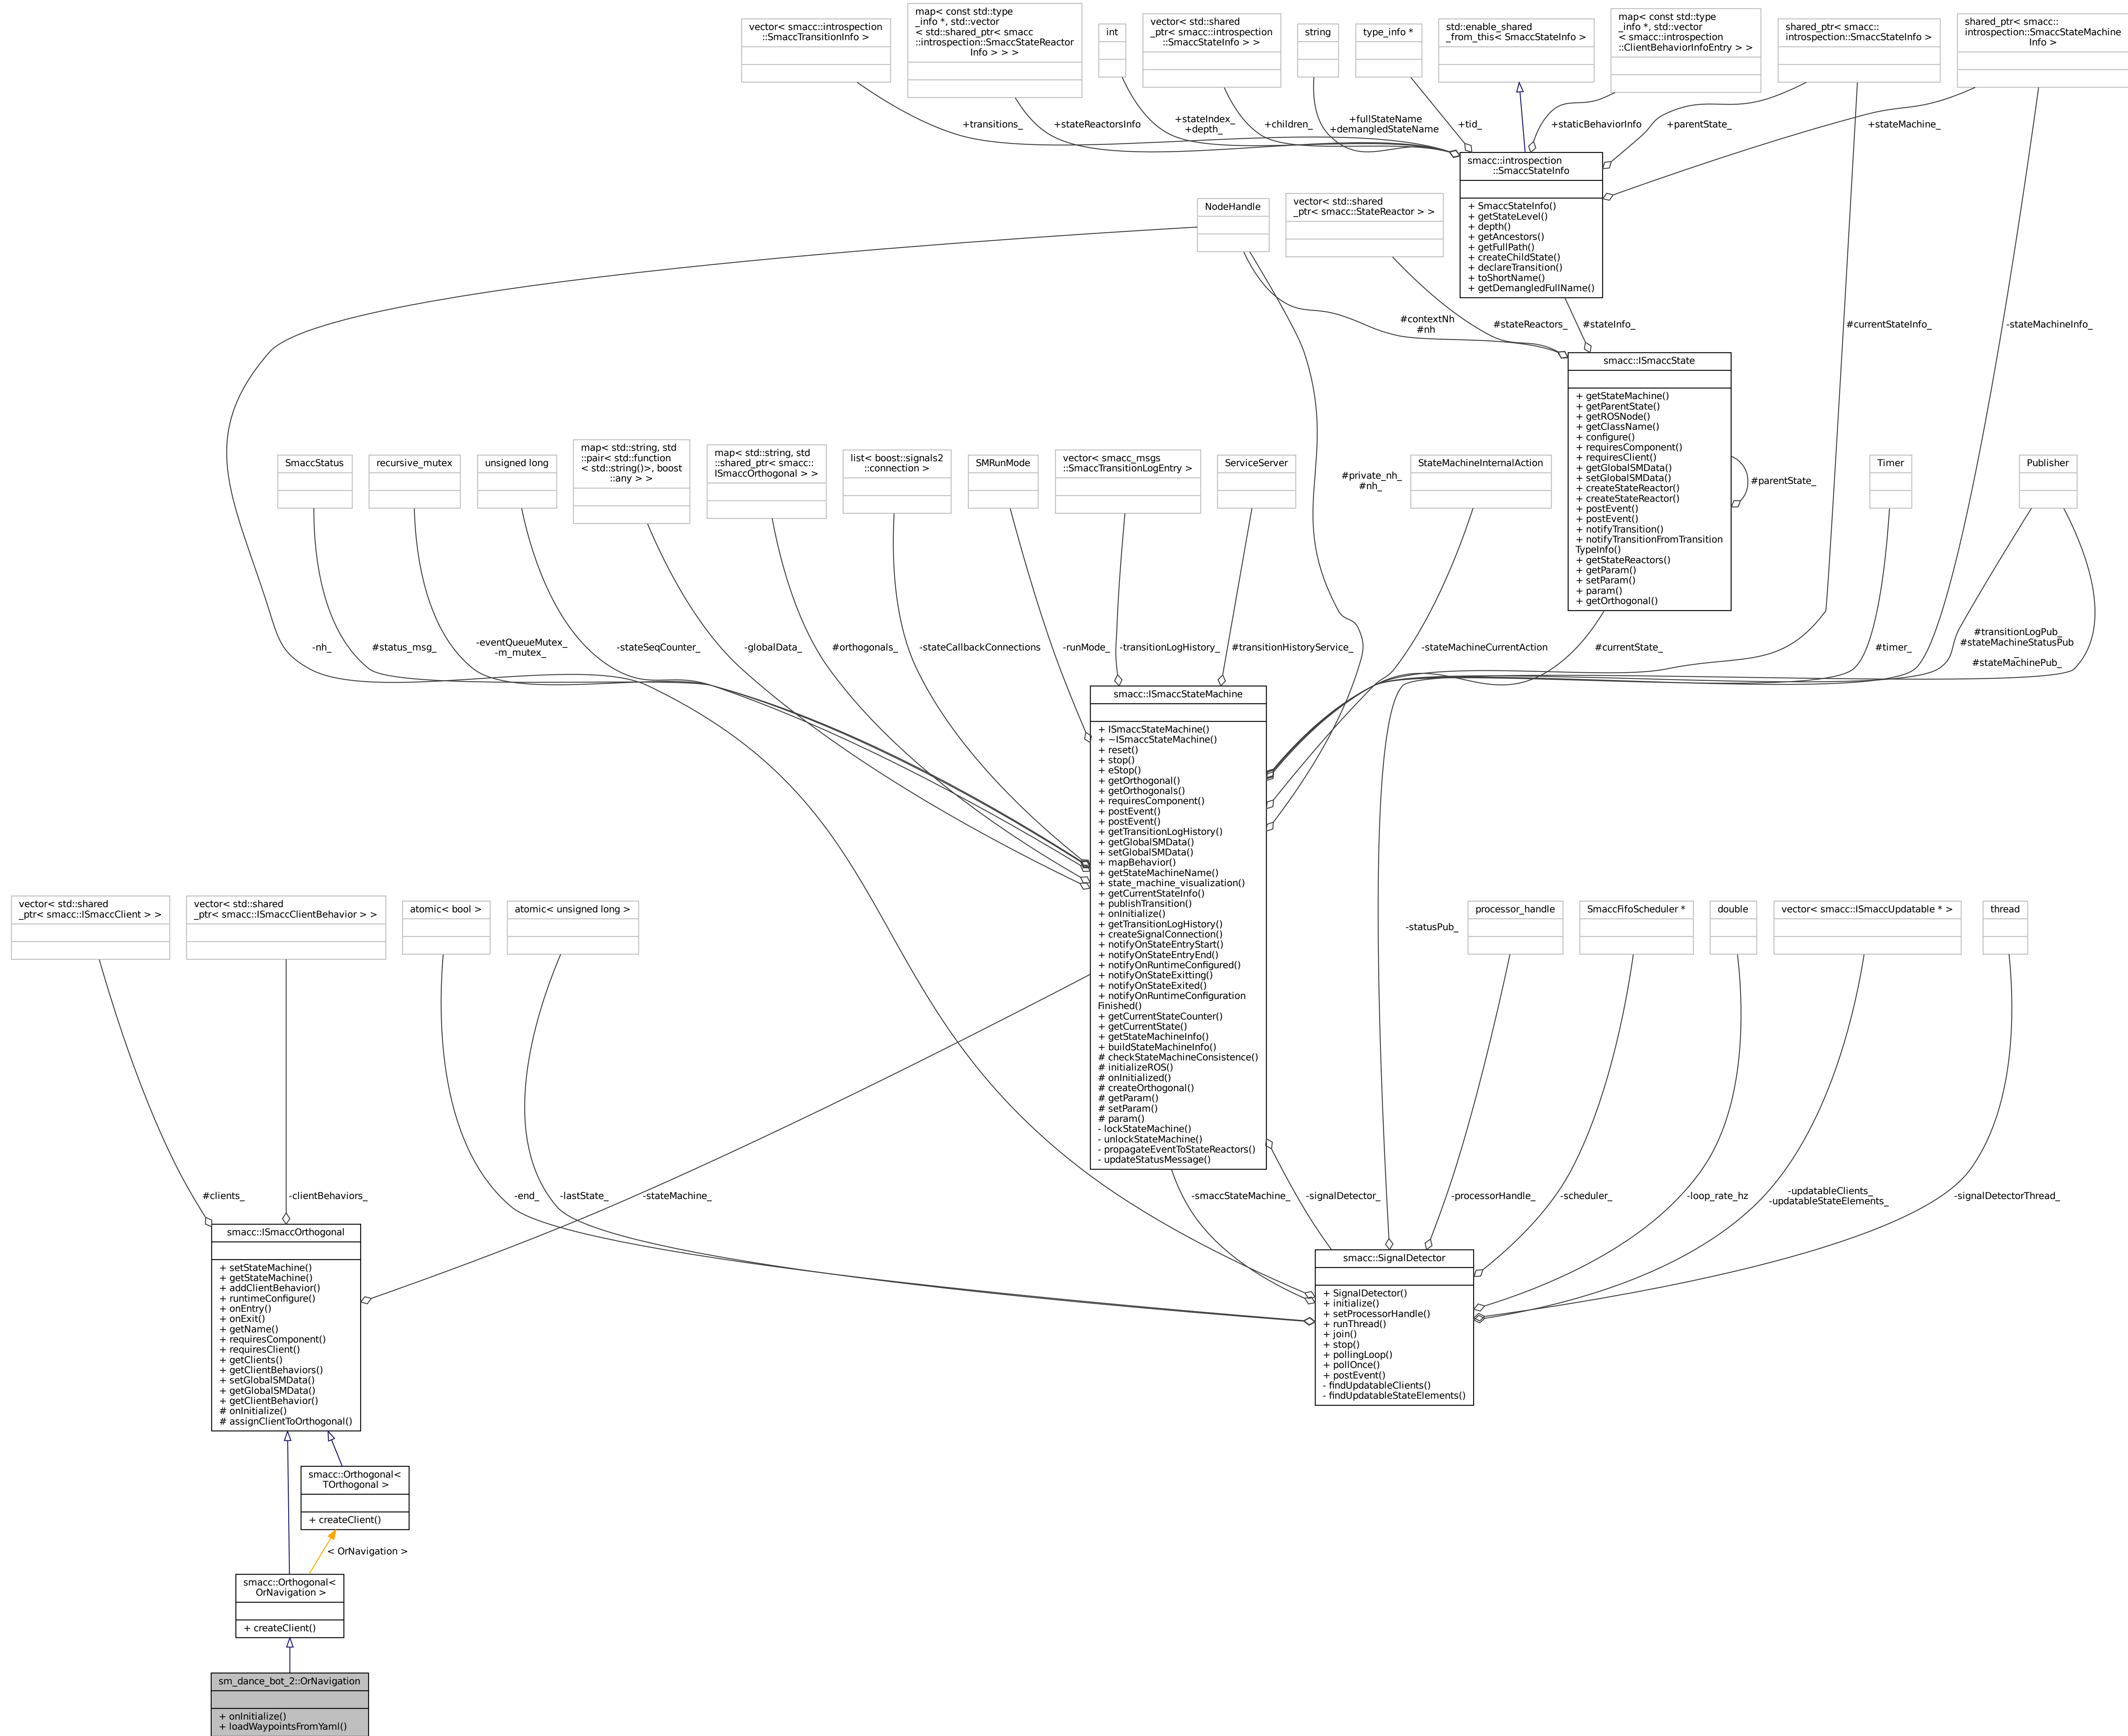 vector< smacc::introspection
::SmaccTransitionInfo >
map< const std::type
_info *, std::vector
< std::shared_ptr< smacc
::introspection::SmaccStateReactor
Info > > >
int
vector< std::shared
_ptr< smacc::introspection
::SmaccStateInfo > >
string
type_info *
std::enable_shared
_from_this< SmaccStateInfo >
map< const std::type
_info *, std::vector
< smacc::introspection
::ClientBehaviorInfoEntry > >
shared_ptr< smacc::
introspection::SmaccStateInfo >
shared_ptr< smacc::
introspection::SmaccStateMachine
Info >
+transitions_
+stateReactorsInfo
+stateIndex_
+depth_
+children_
+fullStateName
+demangledStateName
+tid_
+staticBehaviorInfo
+parentState_
+stateMachine_
smacc::introspection
::SmaccStateInfo
+ SmaccStateInfo()
+ getStateLevel()
+ depth()
+ getAncestors()
+ getFullPath()
+ createChildState()
+ declareTransition()
+ toShortName()
+ getDemangledFullName()
NodeHandle
vector< std::shared
_ptr< smacc::StateReactor > >
#contextNh
#nh
#stateReactors_
#stateInfo_
#currentStateInfo_
-stateMachineInfo_
smacc::ISmaccState
+ getStateMachine()
+ getParentState()
+ getROSNode()
+ getClassName()
+ configure()
+ requiresComponent()
+ requiresClient()
+ getGlobalSMData()
+ setGlobalSMData()
+ createStateReactor()
+ createStateReactor()
+ postEvent()
+ postEvent()
+ notifyTransition()
+ notifyTransitionFromTransition
TypeInfo()
+ getStateReactors()
+ getParam()
+ setParam()
+ param()
+ getOrthogonal()
#parentState_
SmaccStatus
recursive_mutex
unsigned long
map< std::string, std
::pair< std::function
< std::string()>, boost
::any > >
map< std::string, std
::shared_ptr< smacc::
ISmaccOrthogonal > >
list< boost::signals2
::connection >
SMRunMode
vector< smacc_msgs
::SmaccTransitionLogEntry >
ServiceServer
#private_nh_
#nh_
StateMachineInternalAction
Timer
Publisher
-nh_
#status_msg_
-eventQueueMutex_
-m_mutex_
-stateSeqCounter_
-globalData_
#orthogonals_
-stateCallbackConnections
-runMode_
-transitionLogHistory_
#transitionHistoryService_
-stateMachineCurrentAction
#currentState_
#timer_
#transitionLogPub_
#stateMachineStatusPub
_
#stateMachinePub_
smacc::ISmaccStateMachine
+ ISmaccStateMachine()
+ ~ISmaccStateMachine()
+ reset()
+ stop()
+ eStop()
+ getOrthogonal()
+ getOrthogonals()
+ requiresComponent()
+ postEvent()
+ postEvent()
+ getTransitionLogHistory()
+ getGlobalSMData()
+ setGlobalSMData()
+ mapBehavior()
+ getStateMachineName()
+ state_machine_visualization()
+ getCurrentStateInfo()
+ publishTransition()
+ onInitialize()
+ getTransitionLogHistory()
+ createSignalConnection()
+ notifyOnStateEntryStart()
+ notifyOnStateEntryEnd()
+ notifyOnRuntimeConfigured()
+ notifyOnStateExitting()
+ notifyOnStateExited()
+ notifyOnRuntimeConfiguration
Finished()
+ getCurrentStateCounter()
+ getCurrentState()
+ getStateMachineInfo()
+ buildStateMachineInfo()
# checkStateMachineConsistence()
# initializeROS()
# onInitialized()
# createOrthogonal()
# getParam()
# setParam()
# param()
- lockStateMachine()
- unlockStateMachine()
- propagateEventToStateReactors()
- updateStatusMessage()
vector< std::shared
_ptr< smacc::ISmaccClient > >
vector< std::shared
_ptr< smacc::ISmaccClientBehavior > >
atomic< bool >
atomic< unsigned long >
-statusPub_
processor_handle
SmaccFifoScheduler *
double
vector< smacc::ISmaccUpdatable * >
thread
#clients_
-clientBehaviors_
-end_
-lastState_
-stateMachine_
-smaccStateMachine_
-signalDetector_
-processorHandle_
-scheduler_
-loop_rate_hz
-updatableClients_
-updatableStateElements_
-signalDetectorThread_
smacc::ISmaccOrthogonal
+ setStateMachine()
+ getStateMachine()
+ addClientBehavior()
+ runtimeConfigure()
+ onEntry()
+ onExit()
+ getName()
+ requiresComponent()
+ requiresClient()
+ getClients()
+ getClientBehaviors()
+ setGlobalSMData()
+ getGlobalSMData()
+ getClientBehavior()
# onInitialize()
# assignClientToOrthogonal()
smacc::SignalDetector
+ SignalDetector()
+ initialize()
+ setProcessorHandle()
+ runThread()
+ join()
+ stop()
+ pollingLoop()
+ pollOnce()
+ postEvent()
- findUpdatableClients()
- findUpdatableStateElements()
smacc::Orthogonal<
TOrthogonal >
+ createClient()
< OrNavigation >
smacc::Orthogonal<
OrNavigation >
+ createClient()
sm_dance_bot_2::OrNavigation
+ onInitialize()
+ loadWaypointsFromYaml()